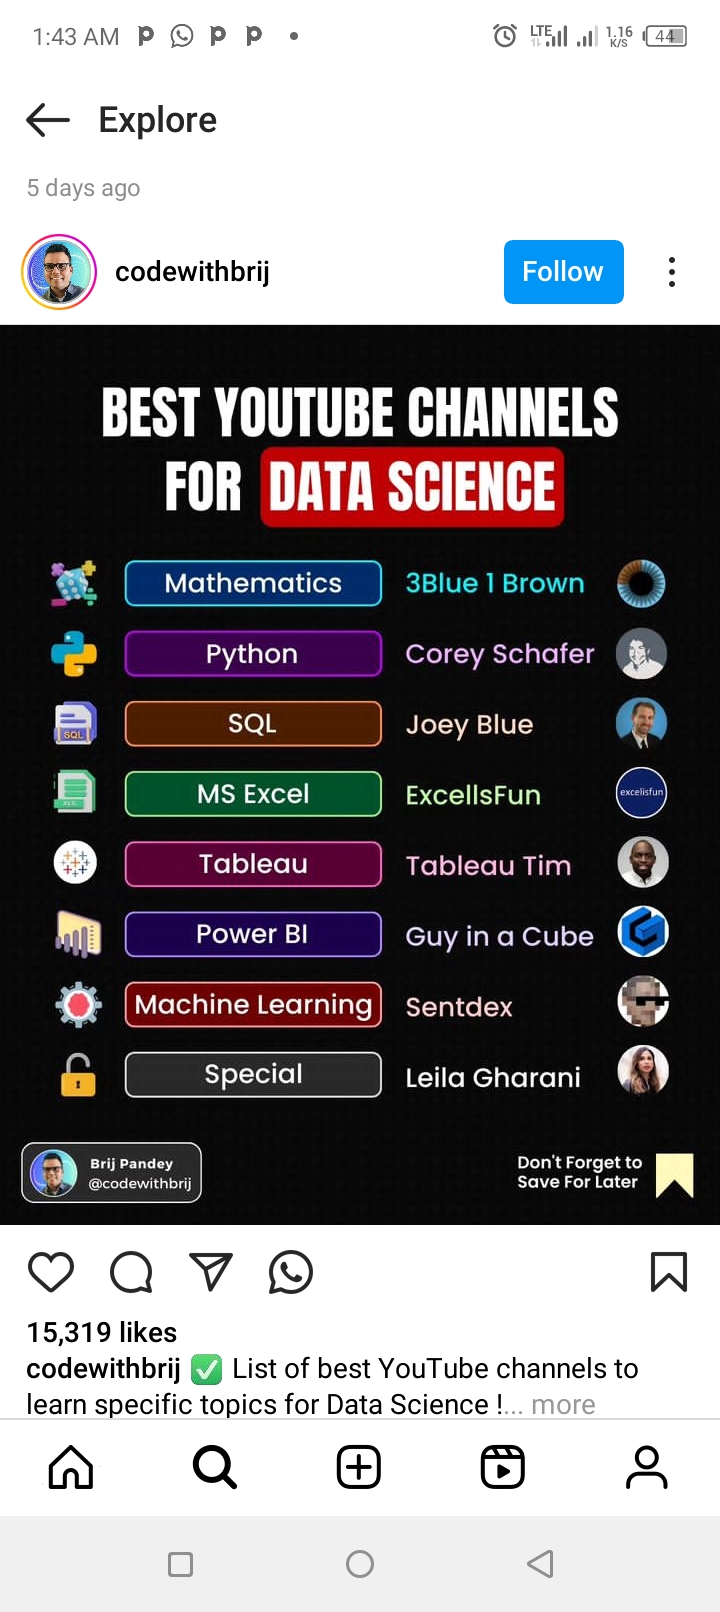 1:43 AM
LTE 1.16 K/S 44
Explore
5 days ago
codewithbrij Follow
BEST YOUTUBE CHANNELS
FOR DATA SCIENCE
Mathematics 3Blue 1 Brown
Python Corey Schafer
SQL SQL Joey Blue
MS Excel ExcellsFun excelisfun
Tableau Tableau Tim
Power BI Guy in a Cube
Machine Learning Sentdex
Special Leila Gharani
Brij Pandey
@codewithbrij
Don't Forget to
Save For Later
15,319 likes
codewithbrij ✅ List of best YouTube channels to
learn specific topics for Data Science !... more